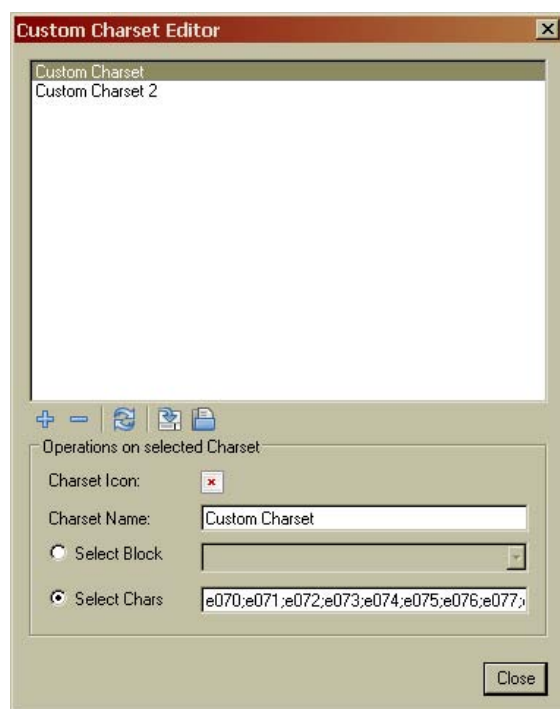 Custom Charset Editor
Custom Charset
Custom Charset 2
Operations on selected Charset
Charset Icon:
Charset Name: Custom Charset
Select Block
Select Chars e070;e071;e072;e073;e074;e075;e076;e077;
Close